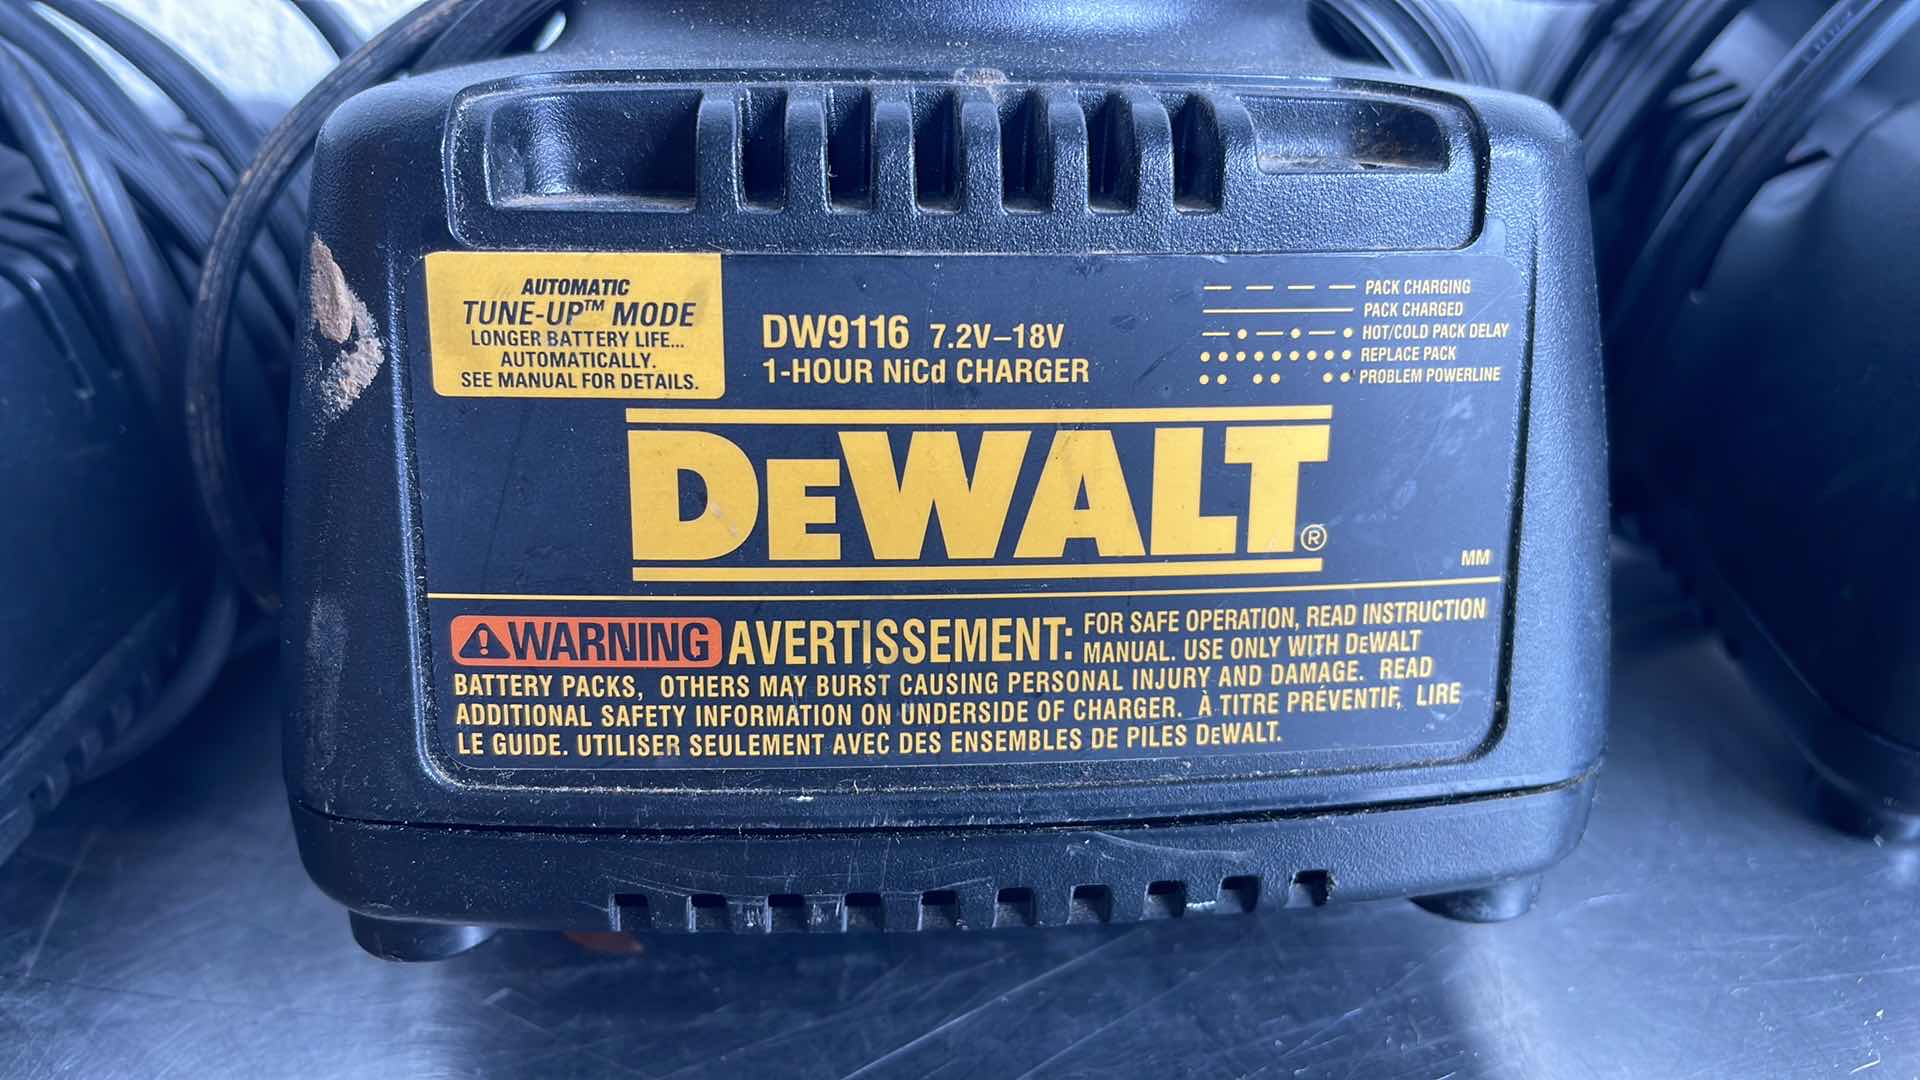 AUTOMATIC
TUNE-UP™ MODE
LONGER BATTERY LIFE...
AUTOMATICALLY.
SEE MANUAL FOR DETAILS.
DW9116 7.2V–18V
1-HOUR NiCd CHARGER
PACK CHARGING
PACK CHARGED
HOT/COLD PACK DELAY
REPLACE PACK
PROBLEM POWERLINE
DEWALT®
MM
WARNING AVERTISSEMENT: FOR SAFE OPERATION, READ INSTRUCTION
MANUAL. USE ONLY WITH DEWALT
BATTERY PACKS, OTHERS MAY BURST CAUSING PERSONAL INJURY AND DAMAGE. READ
ADDITIONAL SAFETY INFORMATION ON UNDERSIDE OF CHARGER. À TITRE PRÉVENTIF, LIRE
LE GUIDE. UTILISER SEULEMENT AVEC DES ENSEMBLES DE PILES DEWALT.